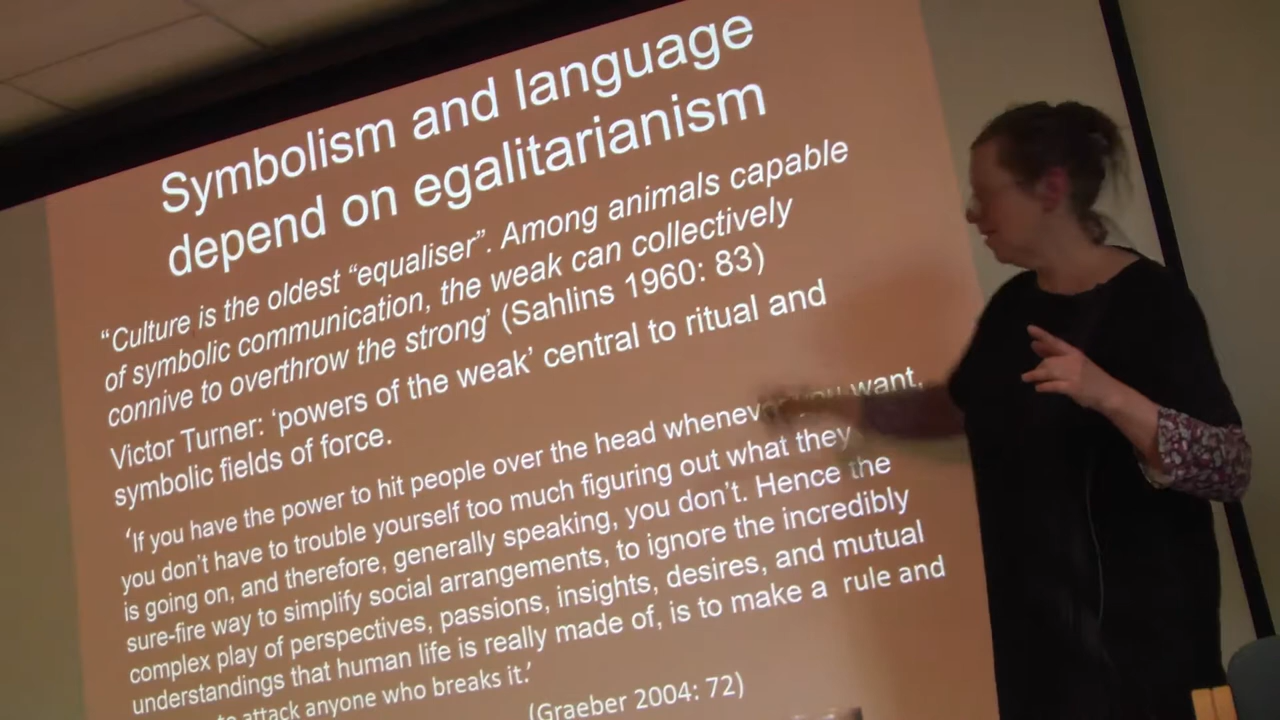 Symbolism and language
depend on egalitarianism
“Culture is the oldest “equaliser”. Among animals capable
of symbolic communication, the weak can collectively
connive to overthrow the strong’ (Sahlins 1960: 83)
Victor Turner: ‘powers of the weak’ central to ritual and
symbolic fields of force.
‘If you have the power to hit people over the head whenever you want,
you don’t have to trouble yourself too much figuring out what they
is going on, and therefore, generally speaking, you don’t. Hence the
sure-fire way to simplify social arrangements, to ignore the incredibly
complex play of perspectives, passions, insights, desires, and mutual
understandings that human life is really made of, is to make a rule and
to attack anyone who breaks it.’
(Graeber 2004: 72)